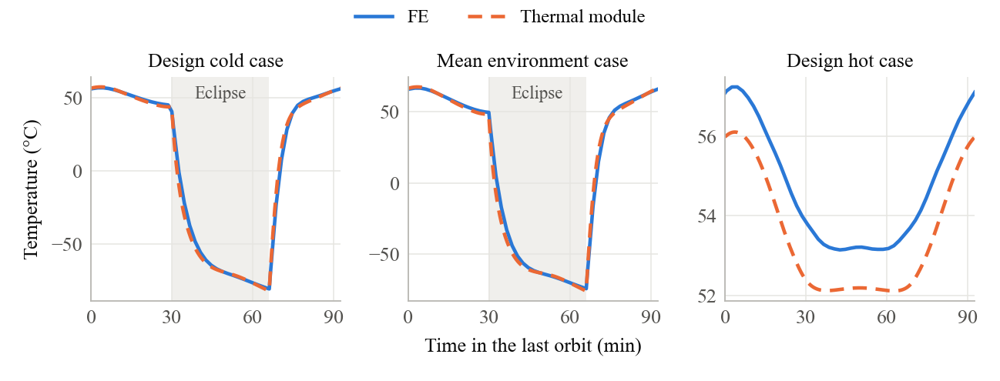 FE Thermal module
Design cold case Mean environment case Design hot case
Eclipse Eclipse
Temperature (°C)
50
0
−50
50
0
−50
56
54
52
0 30 60 90
0 30 60 90
0 30 60 90
Time in the last orbit (min)